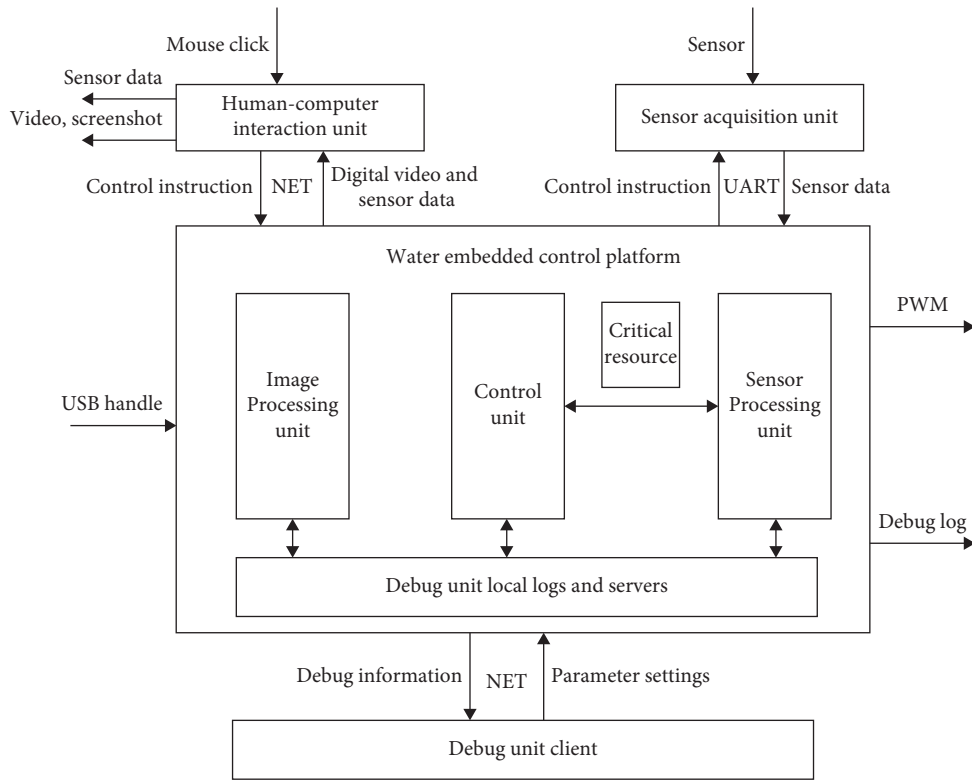 Mouse click
Sensor
Sensor data
Video, screenshot
Human-computer
interaction unit
Sensor acquisition unit
Control instruction
NET
Digital video and
sensor data
Control instruction
UART
Sensor data
Water embedded control platform
PWM
Critical
resource
Image
Processing
unit
Control
unit
Sensor
Processing
unit
USB handle
Debug log
Debug unit local logs and servers
Debug information
NET
Parameter settings
Debug unit client